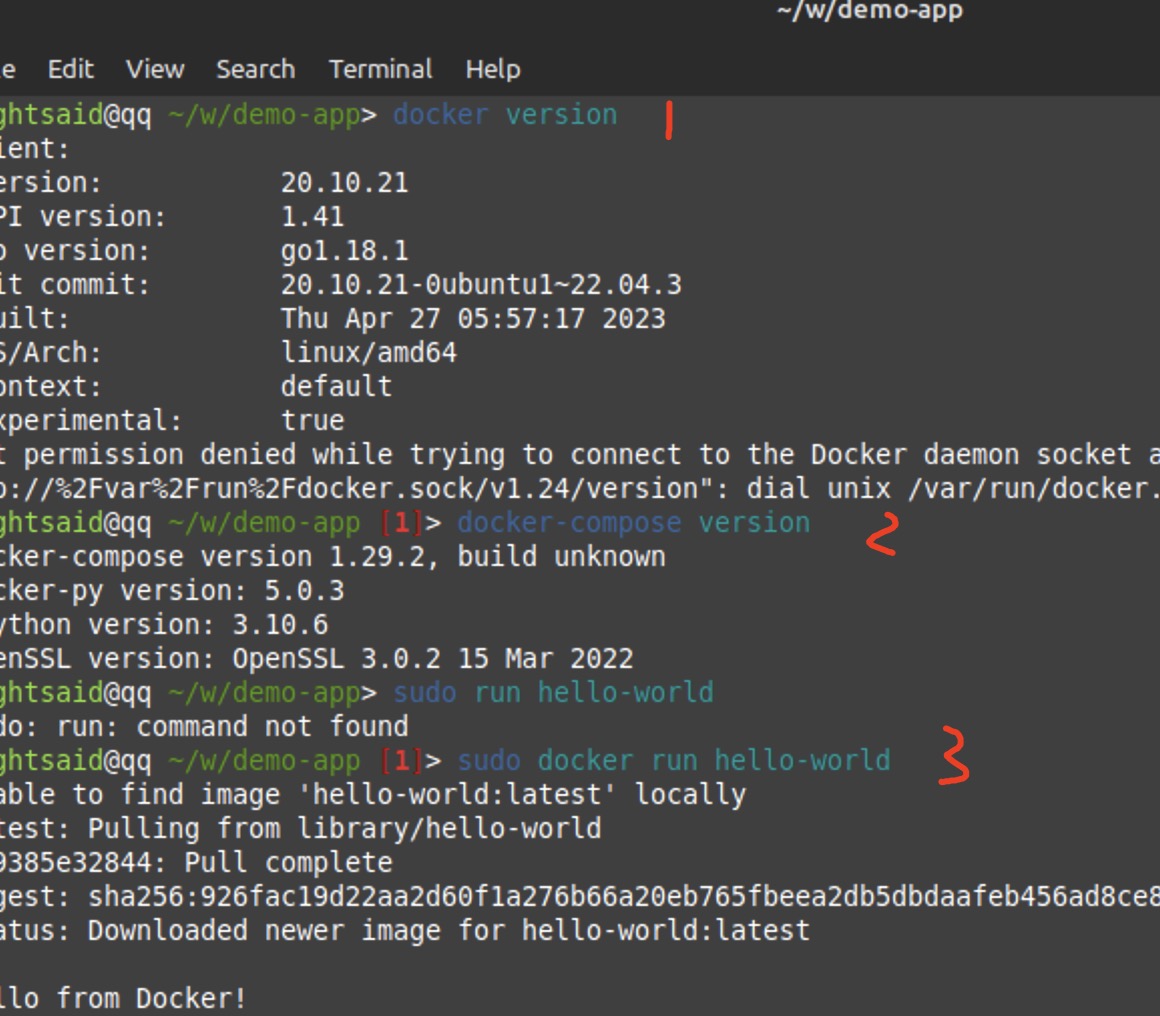 ~/w/demo-app
e Edit View Search Terminal Help
ghtsaid@qq ~/w/demo-app> docker version 1
ient:
ersion: 20.10.21
PI version: 1.41
o version: go1.18.1
it commit: 20.10.21-0ubuntu1~22.04.3
uilt: Thu Apr 27 05:57:17 2023
S/Arch: linux/amd64
ontext: default
xperimental: true
t permission denied while trying to connect to the Docker daemon socket a
p://%2Fvar%2Frun%2Fdocker.sock/v1.24/version": dial unix /var/run/docker.
ghtsaid@qq ~/w/demo-app [1]> docker-compose version 2
cker-compose version 1.29.2, build unknown
cker-py version: 5.0.3
ython version: 3.10.6
enSSL version: OpenSSL 3.0.2 15 Mar 2022
ghtsaid@qq ~/w/demo-app> sudo run hello-world
do: run: command not found
ghtsaid@qq ~/w/demo-app [1]> sudo docker run hello-world 3
able to find image 'hello-world:latest' locally
test: Pulling from library/hello-world
9385e32844: Pull complete
gest: sha256:926fac19d22aa2d60f1a276b66a20eb765fbeea2db5dbdaafeb456ad8ce8
atus: Downloaded newer image for hello-world:latest
llo from Docker!